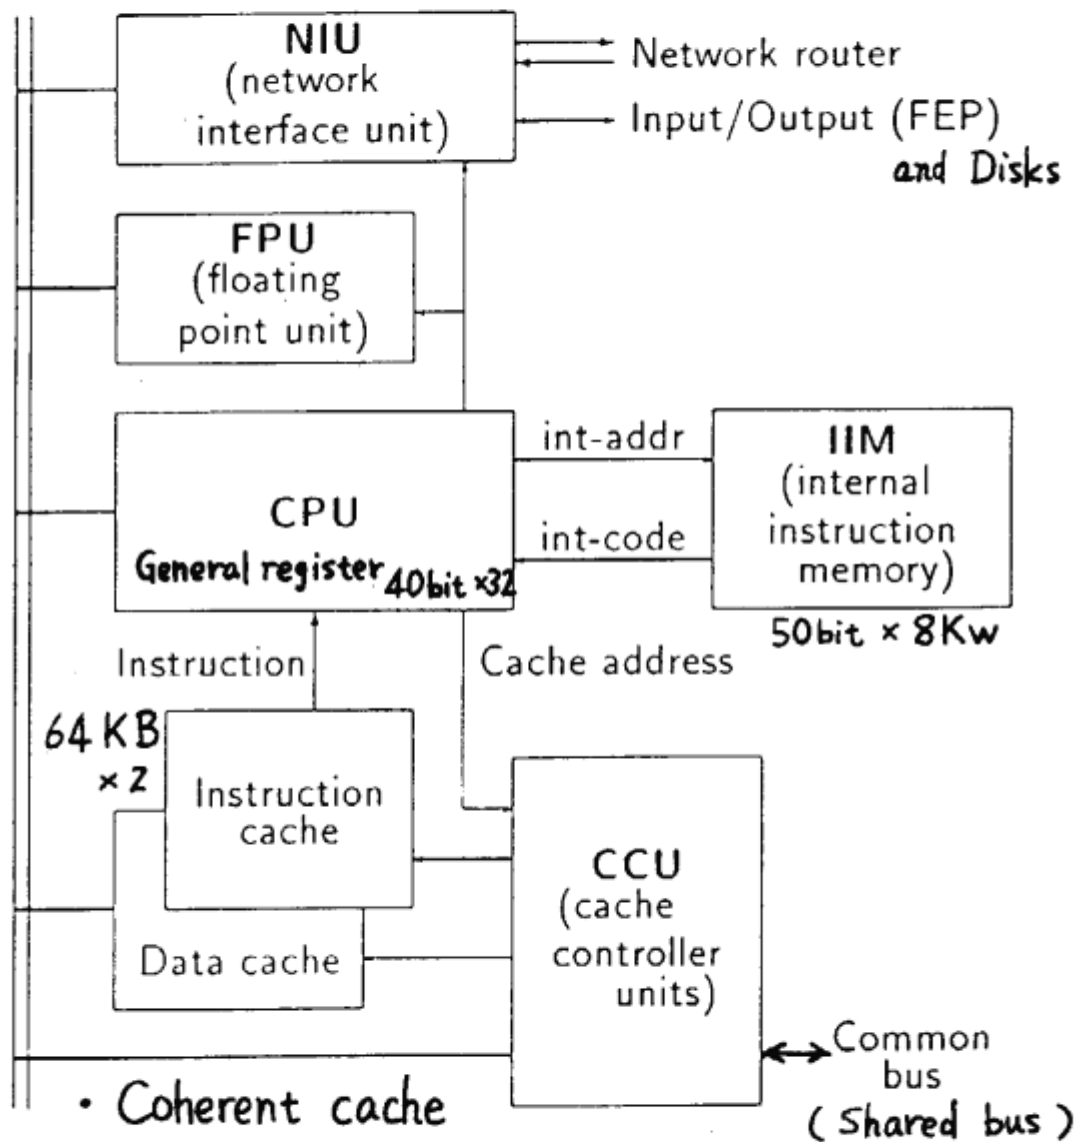 NIU
(network
interface unit)
Network router
Input/Output (FEP)
and Disks
FPU
(floating
point unit)
CPU
General register 40bit ×32
int-addr
int-code
IIM
(internal
instruction
memory)
50bit × 8Kw
Instruction
Cache address
64 KB
× 2
Instruction
cache
Data cache
CCU
(cache
controller
units)
Common
bus
(Shared bus)
• Coherent cache